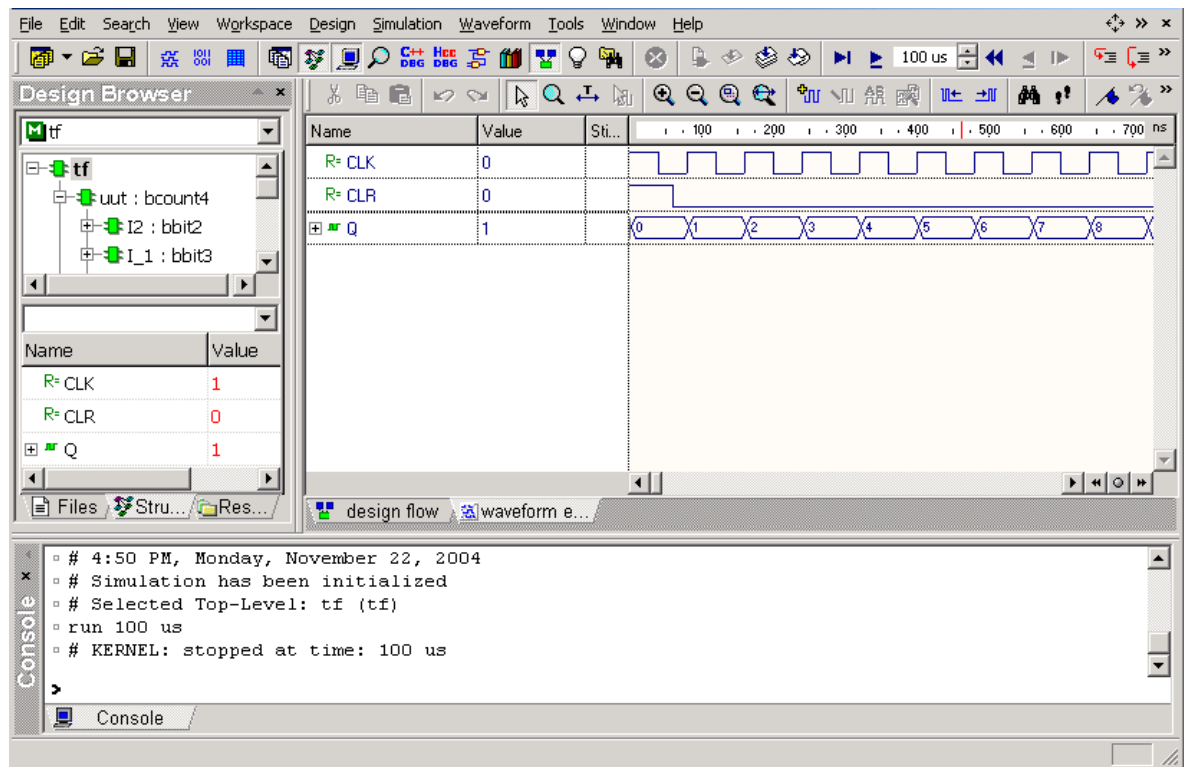 File Edit Search View Workspace Design Simulation Waveform Tools Window Help
C++ DBG HCC DBG 100 us
Design Browser
tf
tf
uut : bcount4
I2 : bbit2
I_1 : bbit3
Name Value
CLK 1
CLR 0
Q 1
Files Stru... Res...
Name Value Sti... 100 200 300 400 500 600 700 ns
R= CLK 0
R= CLR 0
Q 1 0 1 2 3 4 5 6 7 8
design flow waveform e...
# 4:50 PM, Monday, November 22, 2004
# Simulation has been initialized
# Selected Top-Level: tf (tf)
run 100 us
# KERNEL: stopped at time: 100 us
>
Console
Console